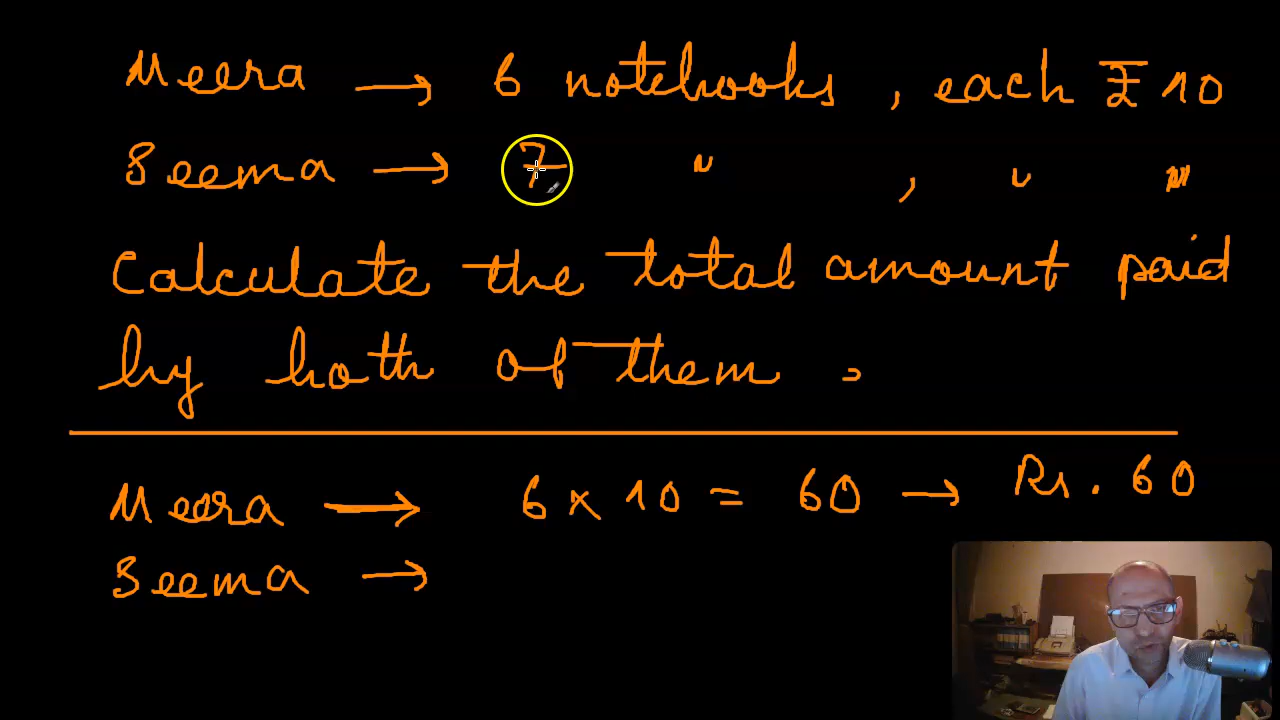 Meera → 6 notebooks, each ₹ 10
Seema → 7 " , " "
Calculate the total amount paid
by both of them.
Meera → 6 × 10 = 60 → Rs. 60
Seema →